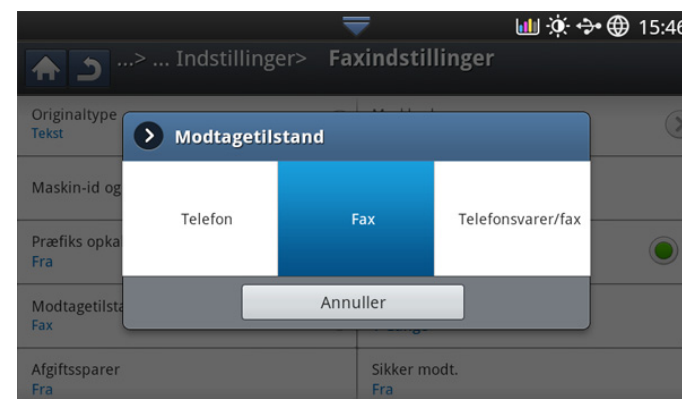 15:46
...> ... Indstillinger> Faxindstillinger
Originaltype
Tekst
Modtagetilstand
Maskin-id og
Telefon
Fax
Telefonsvarer/fax
Præfiks opka
Fra
Annuller
Modtagetilsta
Fax
Afgiftssparer
Fra
Sikker modt.
Fra